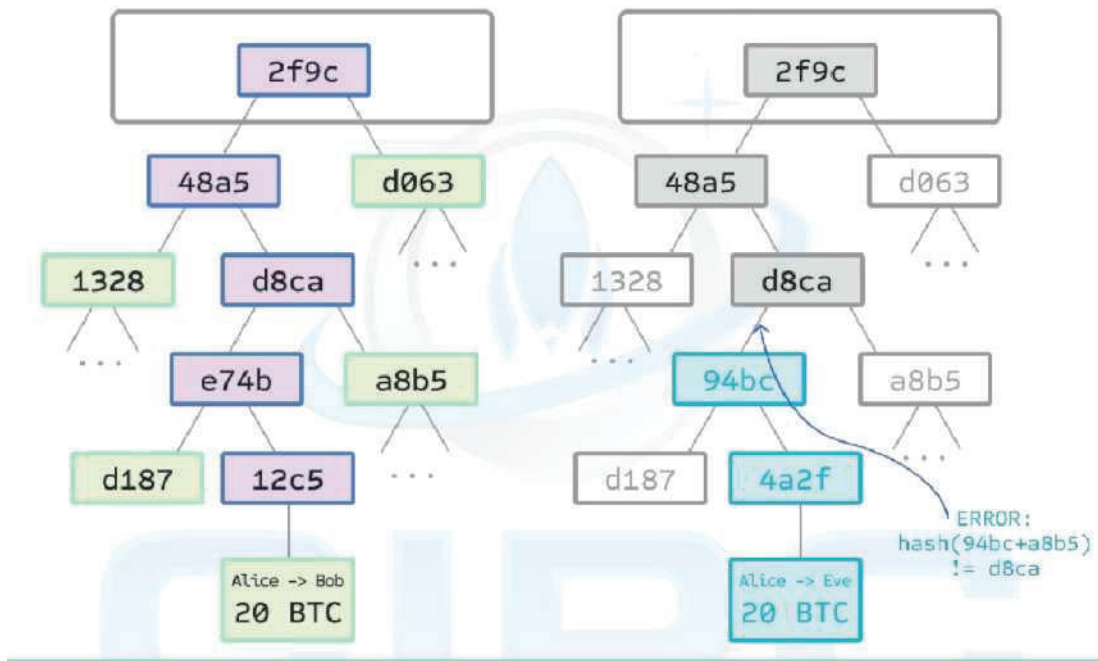 2f9c
48a5
d063
1328
d8ca
...
...
e74b
a8b5
d187
12c5
...
Alice -> Bob
20 BTC
2f9c
48a5
d063
1328
d8ca
...
...
94bc
a8b5
d187
4a2f
...
ERROR:
hash(94bc+a8b5)
!= d8ca
Alice -> Eve
20 BTC